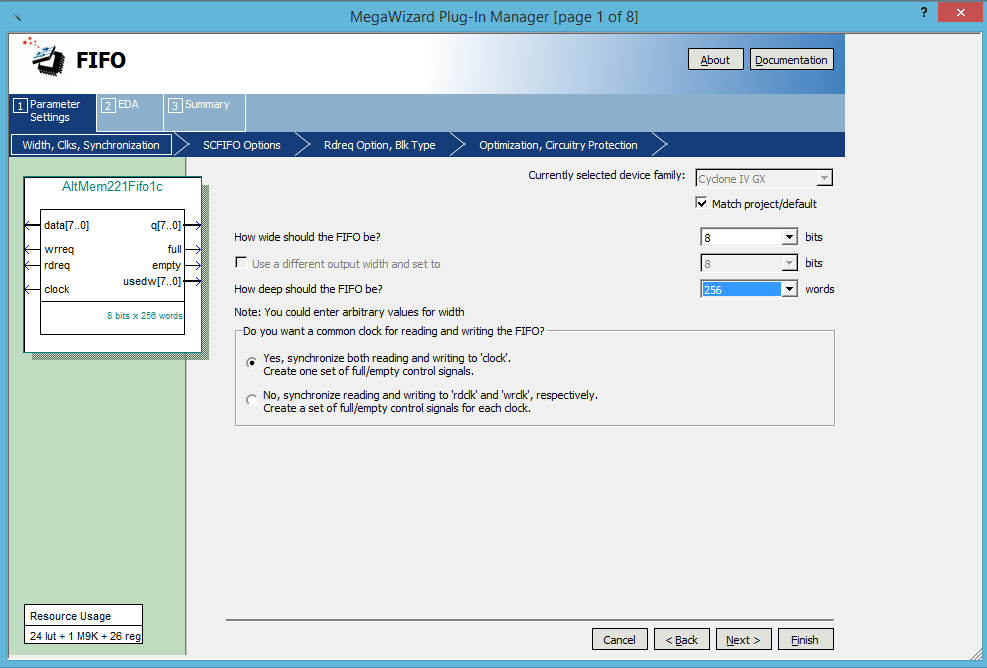 MegaWizard Plug-In Manager [page 1 of 8]
?
FIFO
About
Documentation
1 Parameter Settings
2 EDA
3 Summary
Width, Clks, Synchronization
SCFIFO Options
Rdreq Option, Blk Type
Optimization, Circuitry Protection
AltMem221Fifo1c
data[7..0] q[7..0]
wrreq full
rdreq empty
usedw[7..0]
clock
8 bits x 256 words
Currently selected device family: Cyclone IV GX
Match project/default
How wide should the FIFO be? 8 bits
Use a different output width and set to 8 bits
How deep should the FIFO be? 256 words
Note: You could enter arbitrary values for width
Do you want a common clock for reading and writing the FIFO?
Yes, synchronize both reading and writing to 'clock'.
Create one set of full/empty control signals.
No, synchronize reading and writing to 'rdclk' and 'wrclk', respectively.
Create a set of full/empty control signals for each clock.
Resource Usage
24 lut + 1 M9K + 26 reg
Cancel
< Back
Next >
Finish